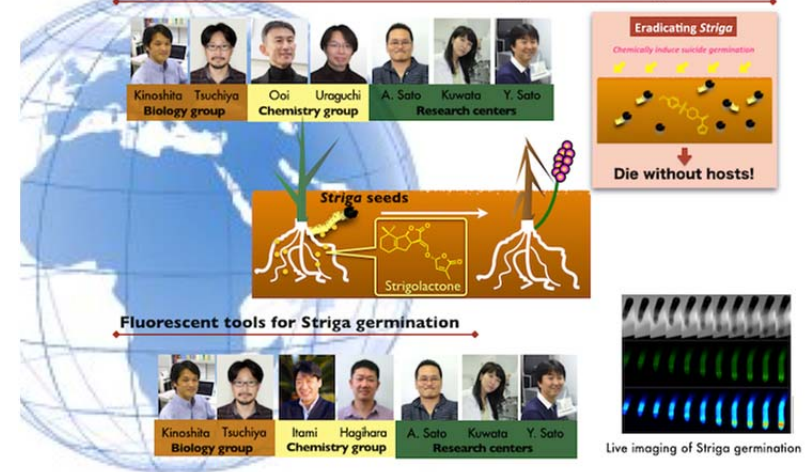 Kinoshita Tsuchiya Ooi Uraguchi A. Sato Kuwata Y. Sato
Biology group Chemistry group Research centers
Eradicating Striga
Chemically induce suicide germination
Die without hosts!
Striga seeds
Strigolactone
Fluorescent tools for Striga germination
Kinoshita Tsuchiya Itami Hagihara A. Sato Kuwata Y. Sato
Biology group Chemistry group Research centers
Live imaging of Striga germination